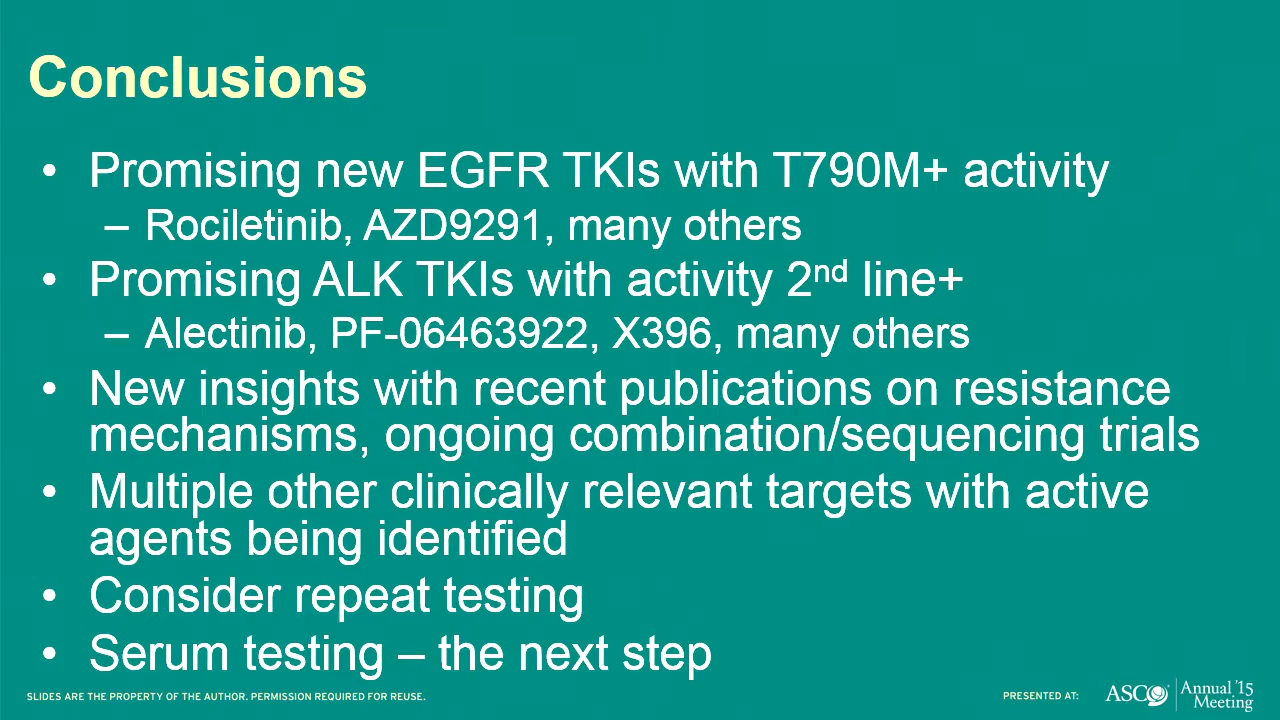 Conclusions
• Promising new EGFR TKIs with T790M+ activity
– Rociletinib, AZD9291, many others
• Promising ALK TKIs with activity 2nd line+
– Alectinib, PF-06463922, X396, many others
• New insights with recent publications on resistance
mechanisms, ongoing combination/sequencing trials
• Multiple other clinically relevant targets with active
agents being identified
• Consider repeat testing
• Serum testing – the next step
SLIDES ARE THE PROPERTY OF THE AUTHOR. PERMISSION REQUIRED FOR REUSE.
PRESENTED AT:
ASCO
Annual '15
Meeting